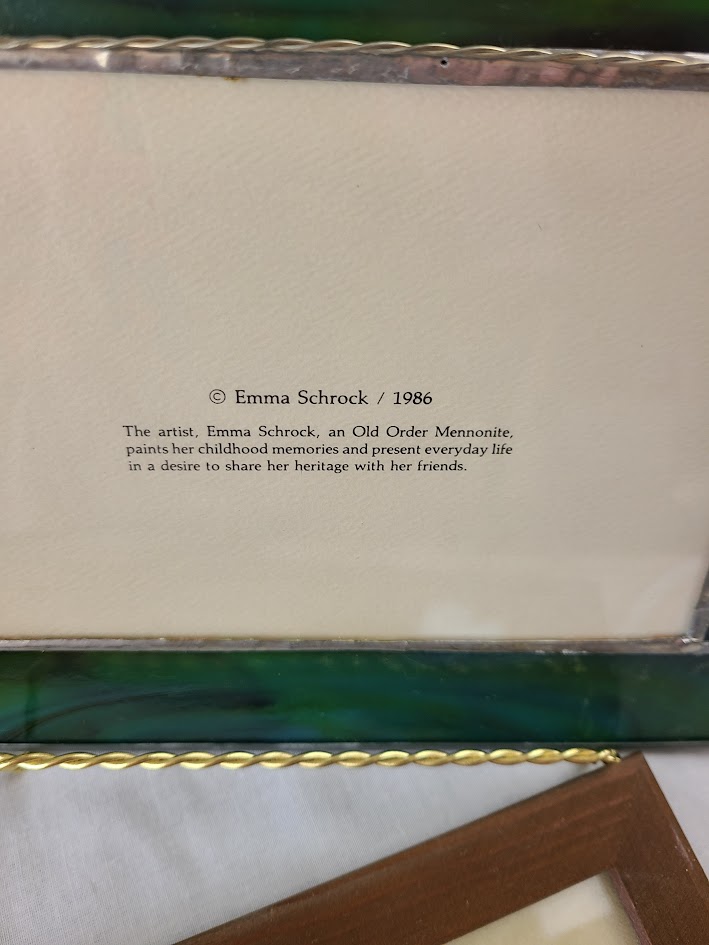 © Emma Schrock / 1986
The artist, Emma Schrock, an Old Order Mennonite,
paints her childhood memories and present everyday life
in a desire to share her heritage with her friends.